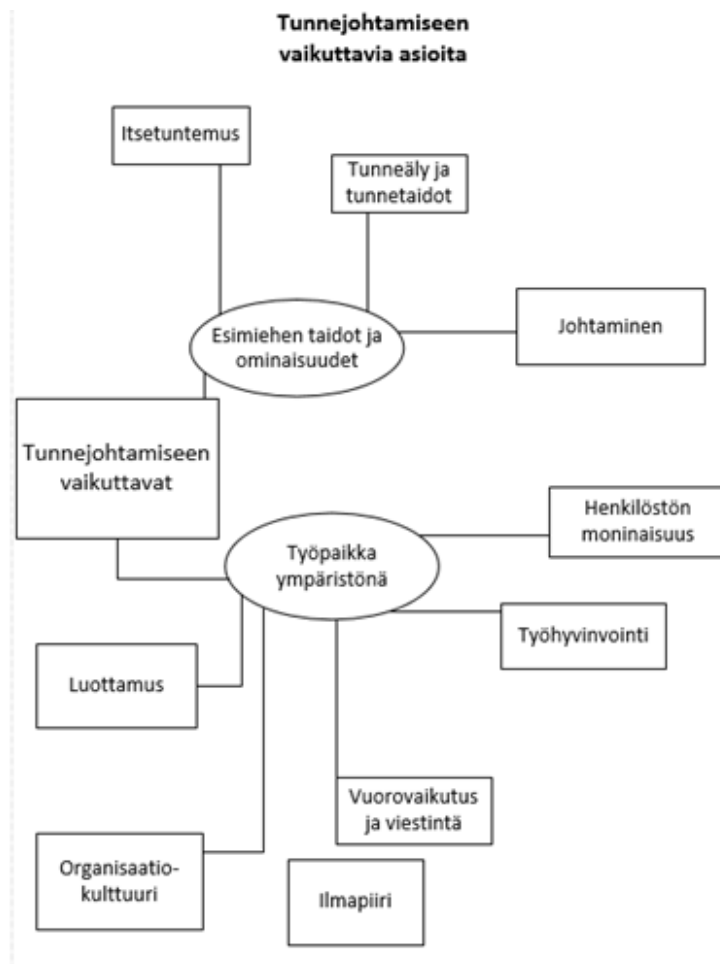 Tunnejohtamiseen
vaikuttavia asioita
Itsetuntemus
Tunneäly ja
tunnetaidot
Esimiehen taidot ja
ominaisuudet
Johtaminen
Tunnejohtamiseen
vaikuttavat
Henkilöstön
moninaisuus
Työpaikka
ympäristönä
Työhyvinvointi
Luottamus
Vuorovaikutus
ja viestintä
Organisaatio-
kulttuuri
Ilmapiiri